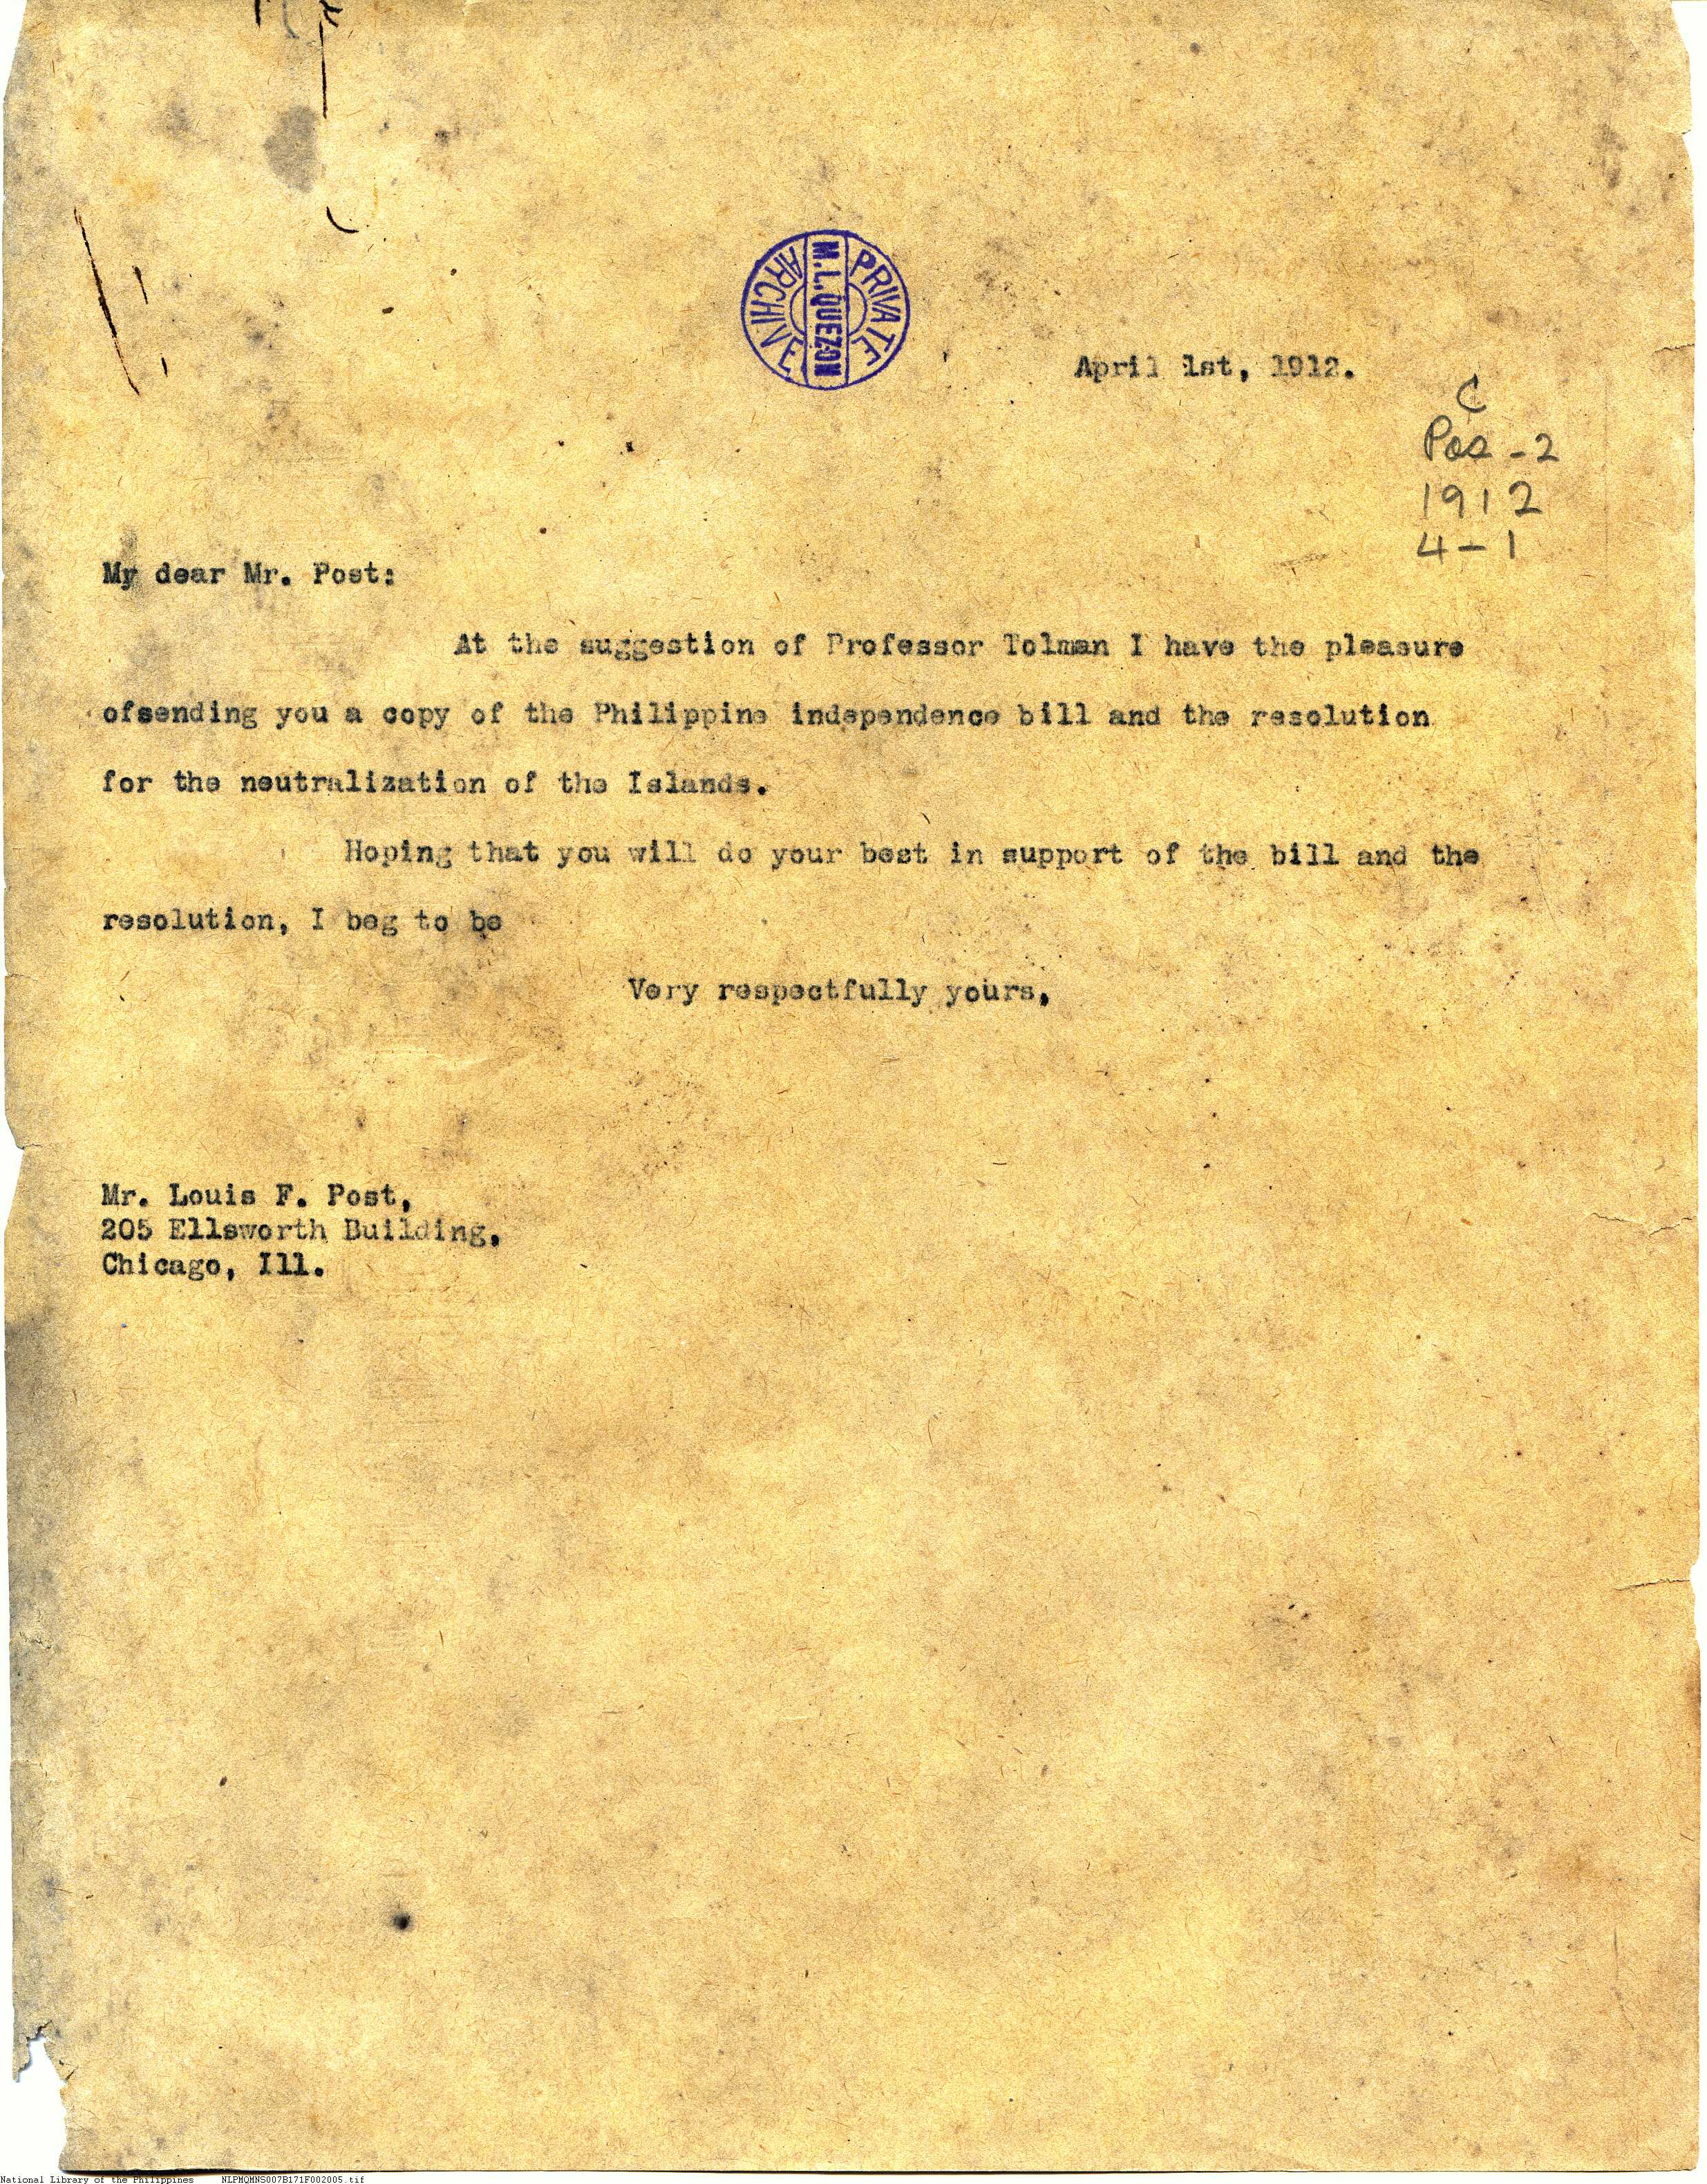 M.L. QUEZON
PRIVATE
ARCHIVE
April 1st, 1912.
C
Pos - 2
1912
4 - 1
My dear Mr. Post:
At the suggestion of Professor Tolman I have the pleasure
ofsending you a copy of the Philippine independence bill and the resolution
for the neutralization of the Islands.
Hoping that you will do your best in support of the bill and the
resolution, I beg to be
Very respectfully yours,
Mr. Louis F. Post,
205 Ellsworth Building,
Chicago, Ill.
National Library of the Philippines NLPMQMNS007B171F002005.tif